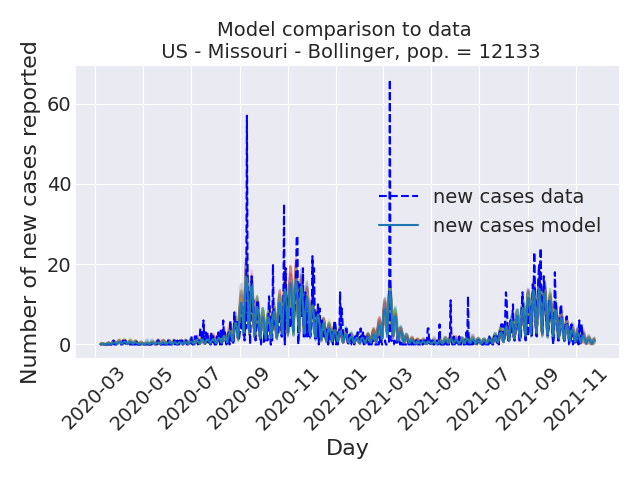 Model comparison to data
US - Missouri - Bollinger, pop. = 12133
Number of new cases reported
60
40
20
0
new cases data
new cases model
2020-03
2020-05
2020-07
2020-09
2020-11
2021-01
2021-03
2021-05
2021-07
2021-09
2021-11
Day